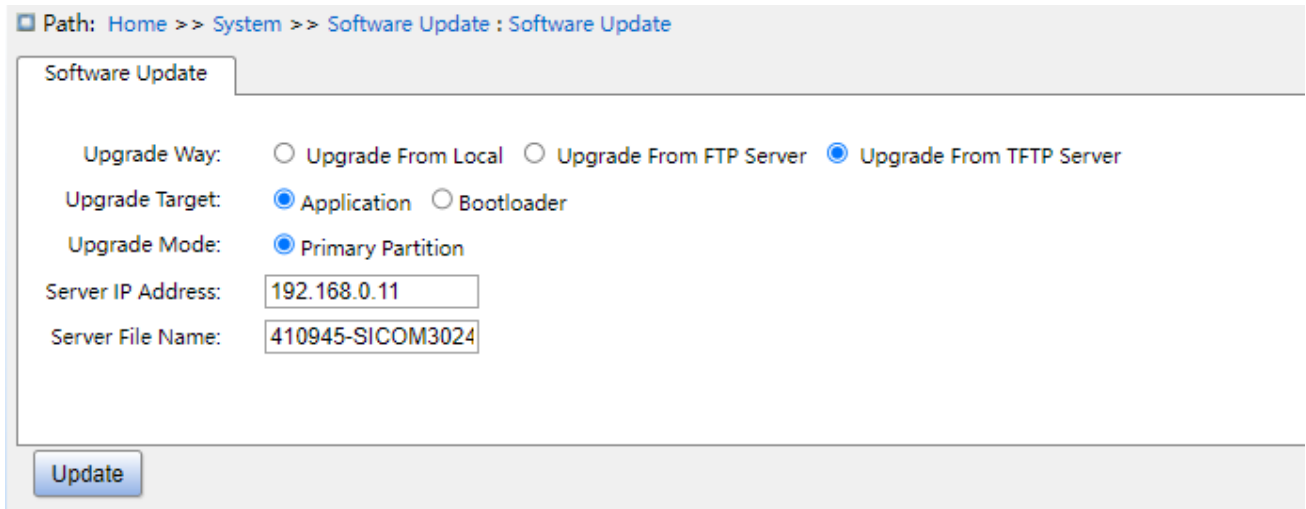 Path: Home >> System >> Software Update : Software Update
Software Update
Upgrade Way: Upgrade From Local Upgrade From FTP Server Upgrade From TFTP Server
Upgrade Target: Application Bootloader
Upgrade Mode: Primary Partition
Server IP Address: 192.168.0.11
Server File Name: 410945-SICOM3024
Update